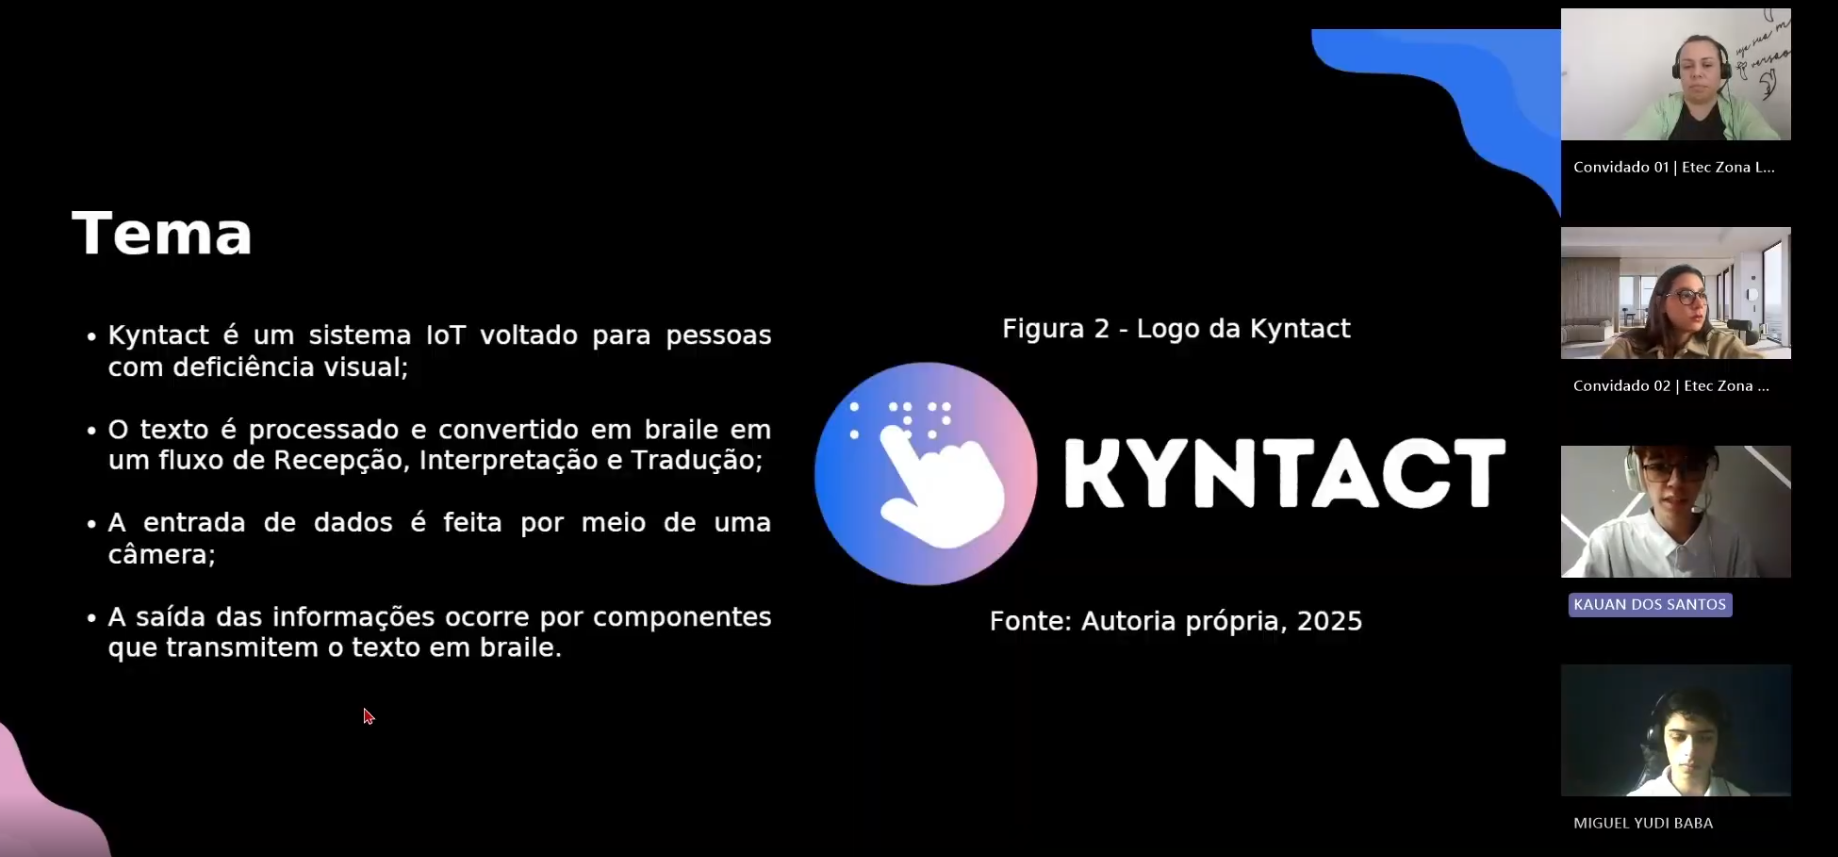 Tema
• Kyntact é um sistema IoT voltado para pessoas
com deficiência visual;
• O texto é processado e convertido em braile em
um fluxo de Recepção, Interpretação e Tradução;
• A entrada de dados é feita por meio de uma
câmera;
• A saída das informações ocorre por componentes
que transmitem o texto em braile.
Figura 2 - Logo da Kyntact
KYNTACT
Fonte: Autoria própria, 2025
Convidado 01 | Etec Zona L...
Convidado 02 | Etec Zona ...
KAUAN DOS SANTOS
MIGUEL YUDI BABA